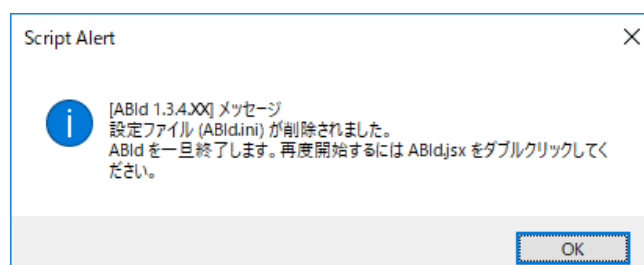 Script Alert
[ABId 1.3.4.XX] メッセージ
設定ファイル (ABId.ini) が削除されました。
ABId を一旦終了します。再度開始するには ABId.jsx をダブルクリックしてく
ださい。
OK